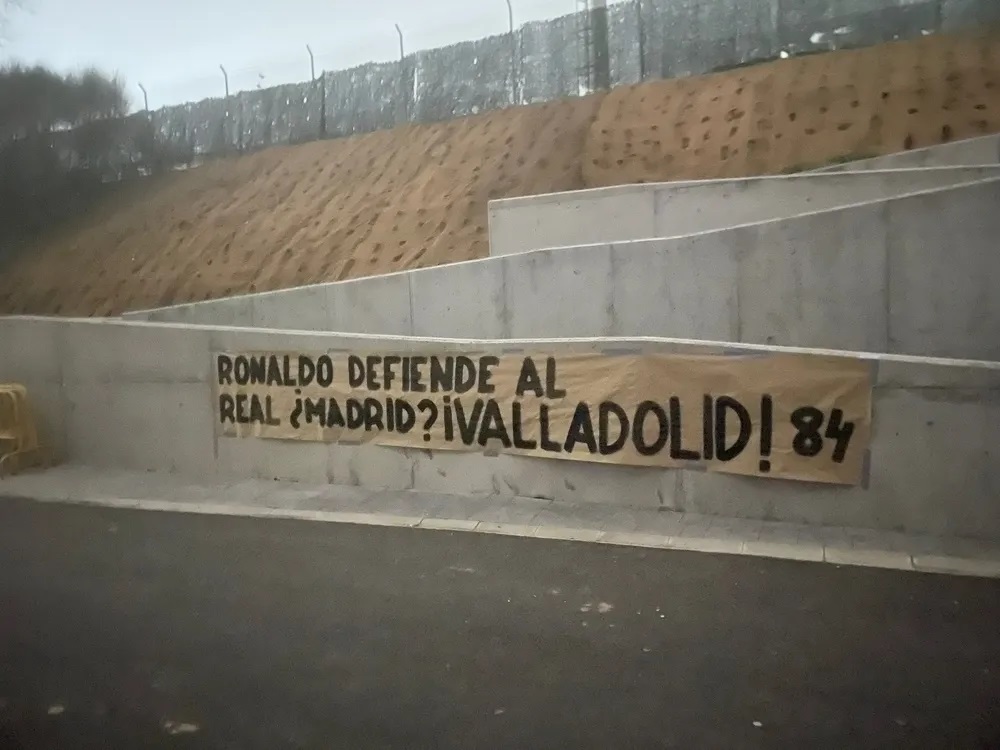 RONALDO DEFIENDE AL
REAL ¿MADRID? ¡VALLADOLID! 84